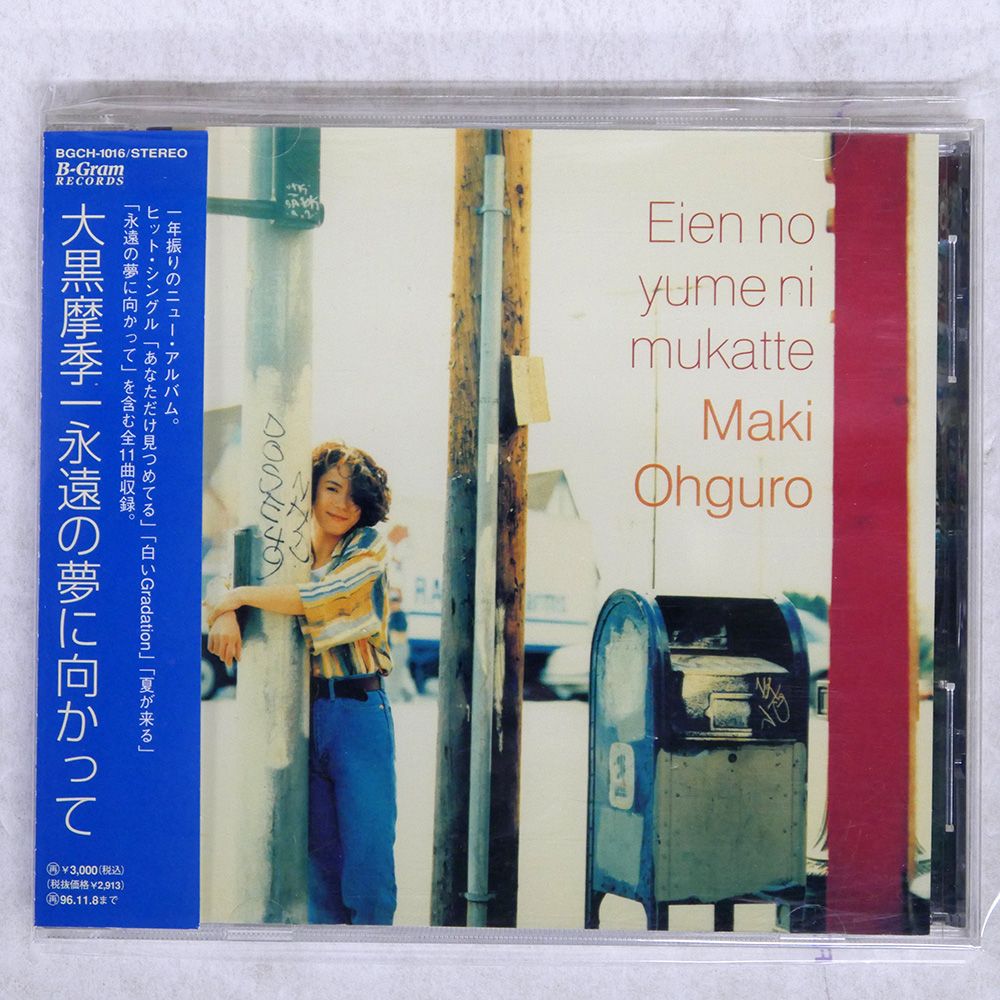 BGCH-1016/STEREO
B-Gram
RECORDS
大黒摩季—永遠の夢に向かって
一年振りのニュー・アルバム。
ヒット・シングル「あなただけ見つめてる」「白いGradation」「夏が来る」
「永遠の夢に向かって」を含む全11曲収録。
再¥3,000(税込)
(税抜価格¥2,913)
再96.11.8まで
Eien no
yume ni
mukatte
Maki
Ohguro